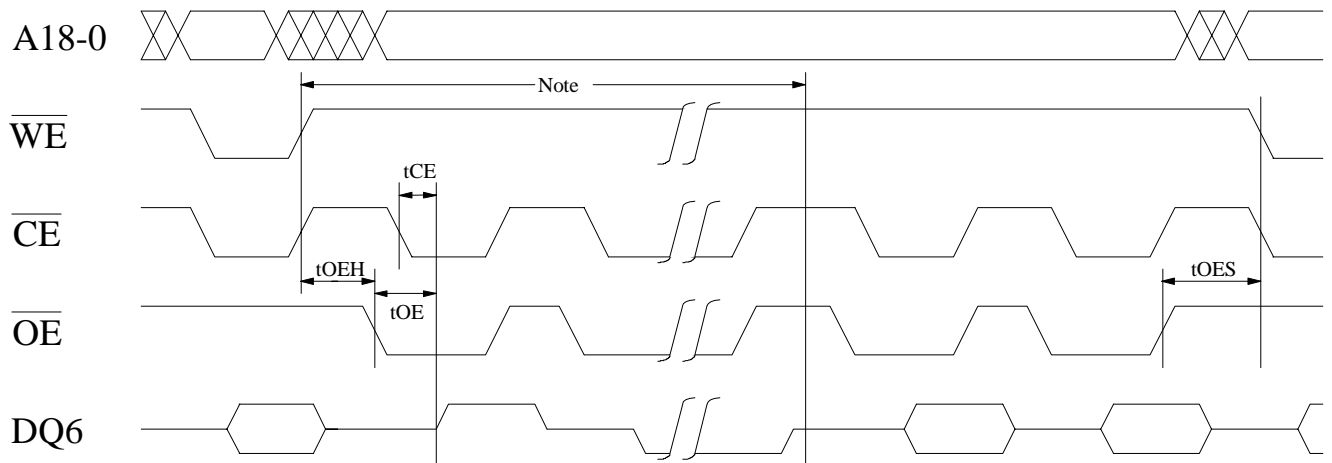 A18-0
Note
WE
tCE
CE
tOEH
tOES
tOE
OE
DQ6